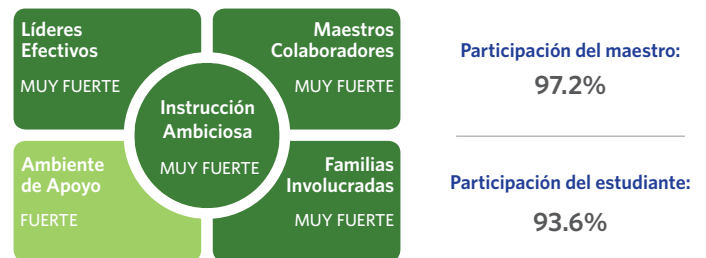 Líderes
Efectivos
MUY FUERTE
Maestros
Colaboradores
MUY FUERTE
Instrucción
Ambiciosa
MUY FUERTE
Ambiente
de Apoyo
FUERTE
Familias
Involucradas
MUY FUERTE
Participación del maestro:
97.2%
Participación del estudiante:
93.6%